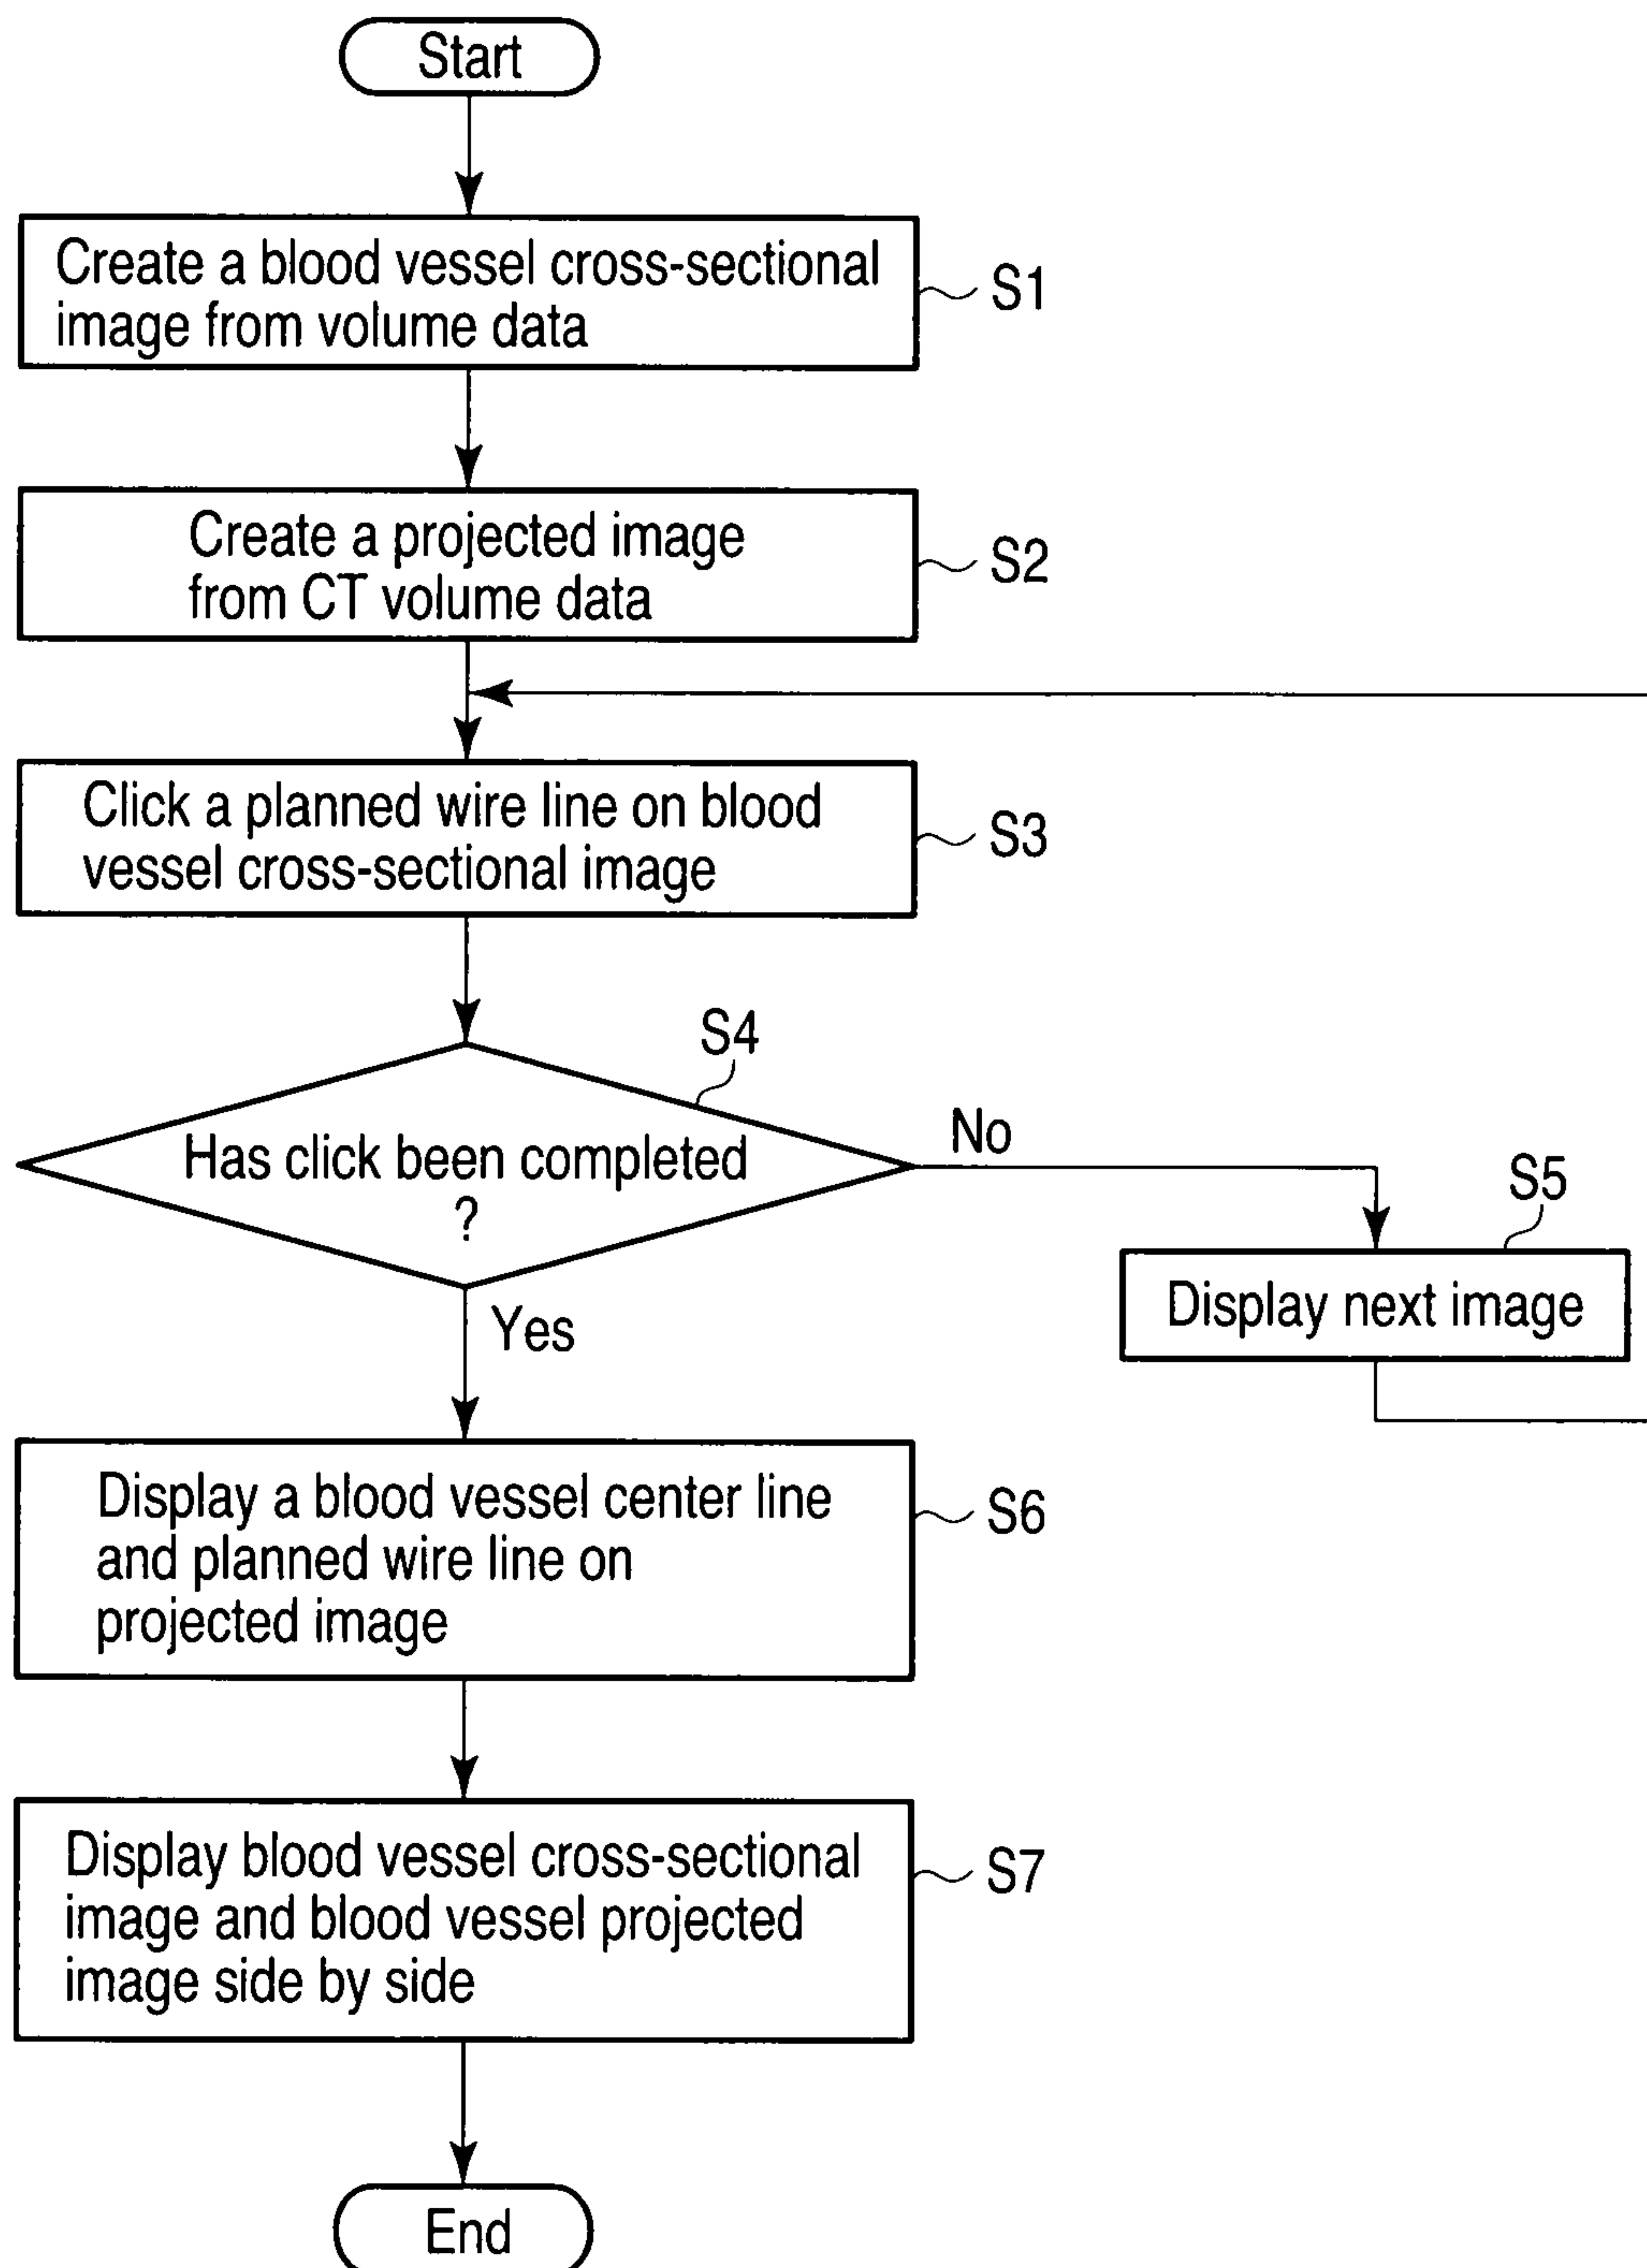 Start
Create a blood vessel cross-sectional
image from volume data
S1
Create a projected image
from CT volume data
S2
Click a planned wire line on blood
vessel cross-sectional image
S3
S4
Has click been completed
?
No
S5
Display next image
Yes
Display a blood vessel center line
and planned wire line on
projected image
S6
Display blood vessel cross-sectional
image and blood vessel projected
image side by side
S7
End